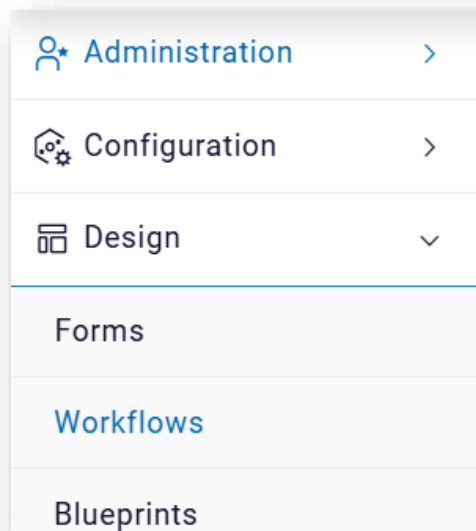 Administration
Configuration
Design
Forms
Workflows
Blueprints